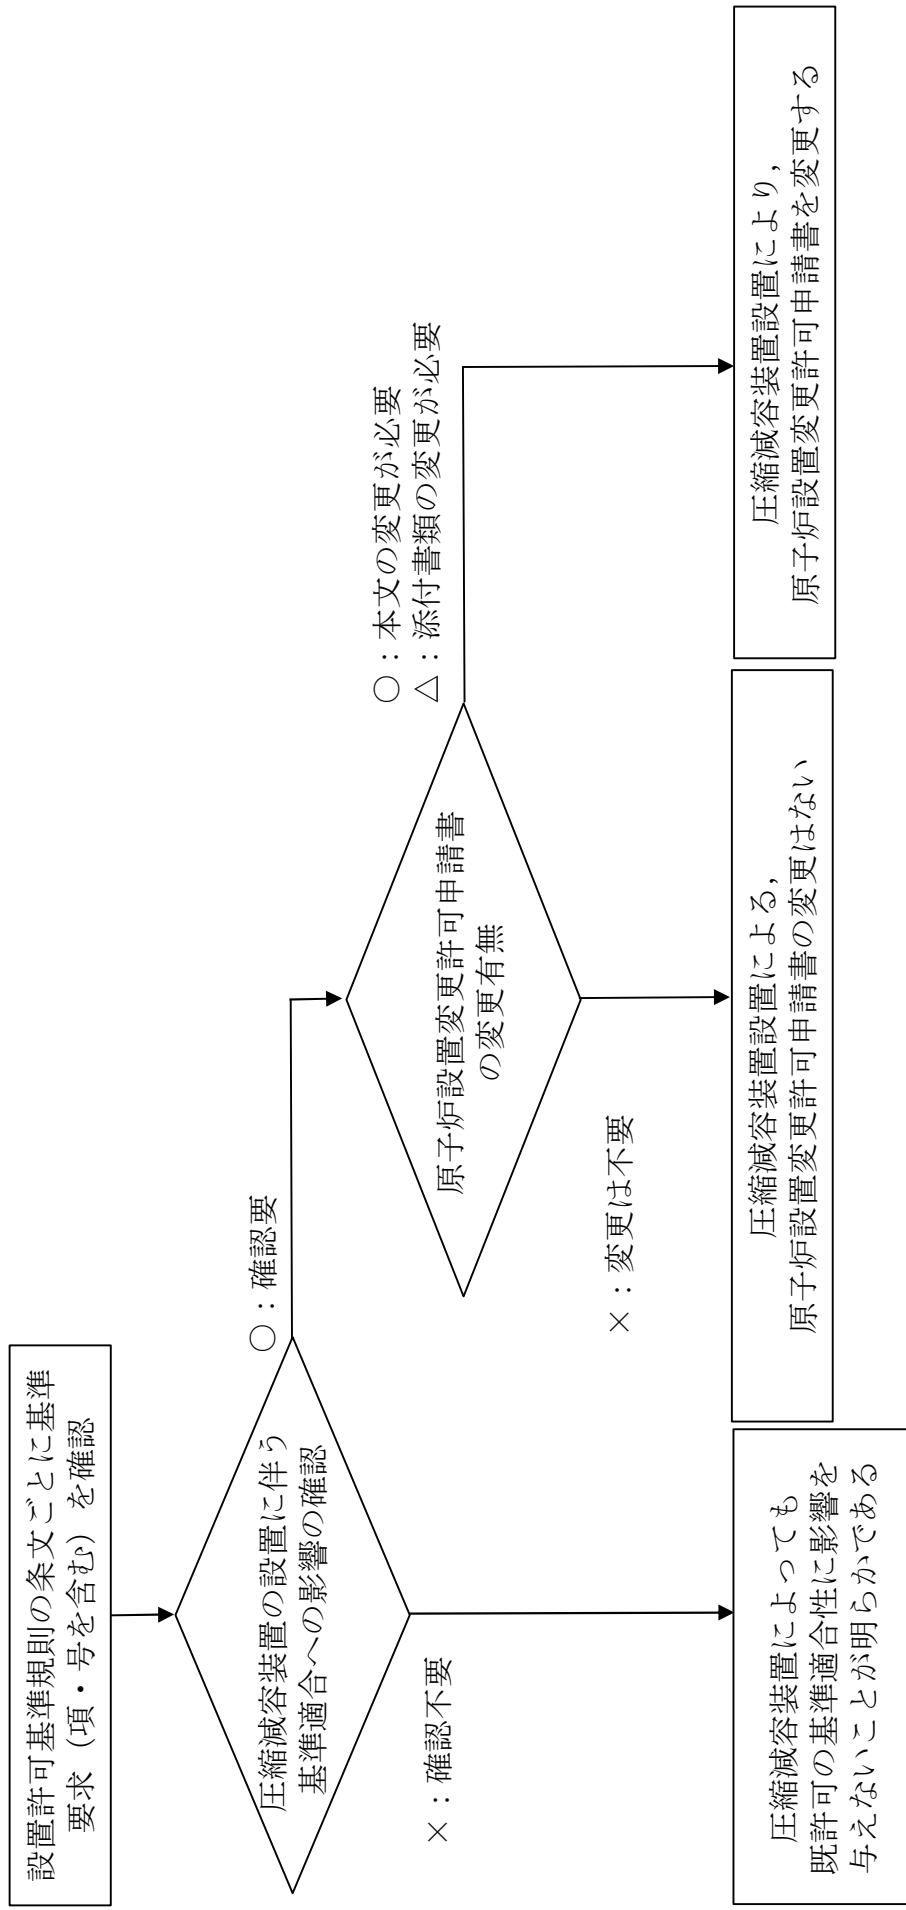 設置許可基準規則の条文ごとに基準
要求（項・号を含む）を確認
圧縮減容装置の設置に伴う
基準適合への影響の確認
○：確認要
×：確認不要
原子炉設置変更許可申請書
の変更有無
○：本文の変更が必要
△：添付書類の変更が必要
×：変更は不要
圧縮減容装置によっても
既許可の基準適合性に影響を
与えないことが明らかである
圧縮減容装置設置による，
原子炉設置変更許可申請書の変更はない
圧縮減容装置設置により，
原子炉設置変更許可申請書を変更する